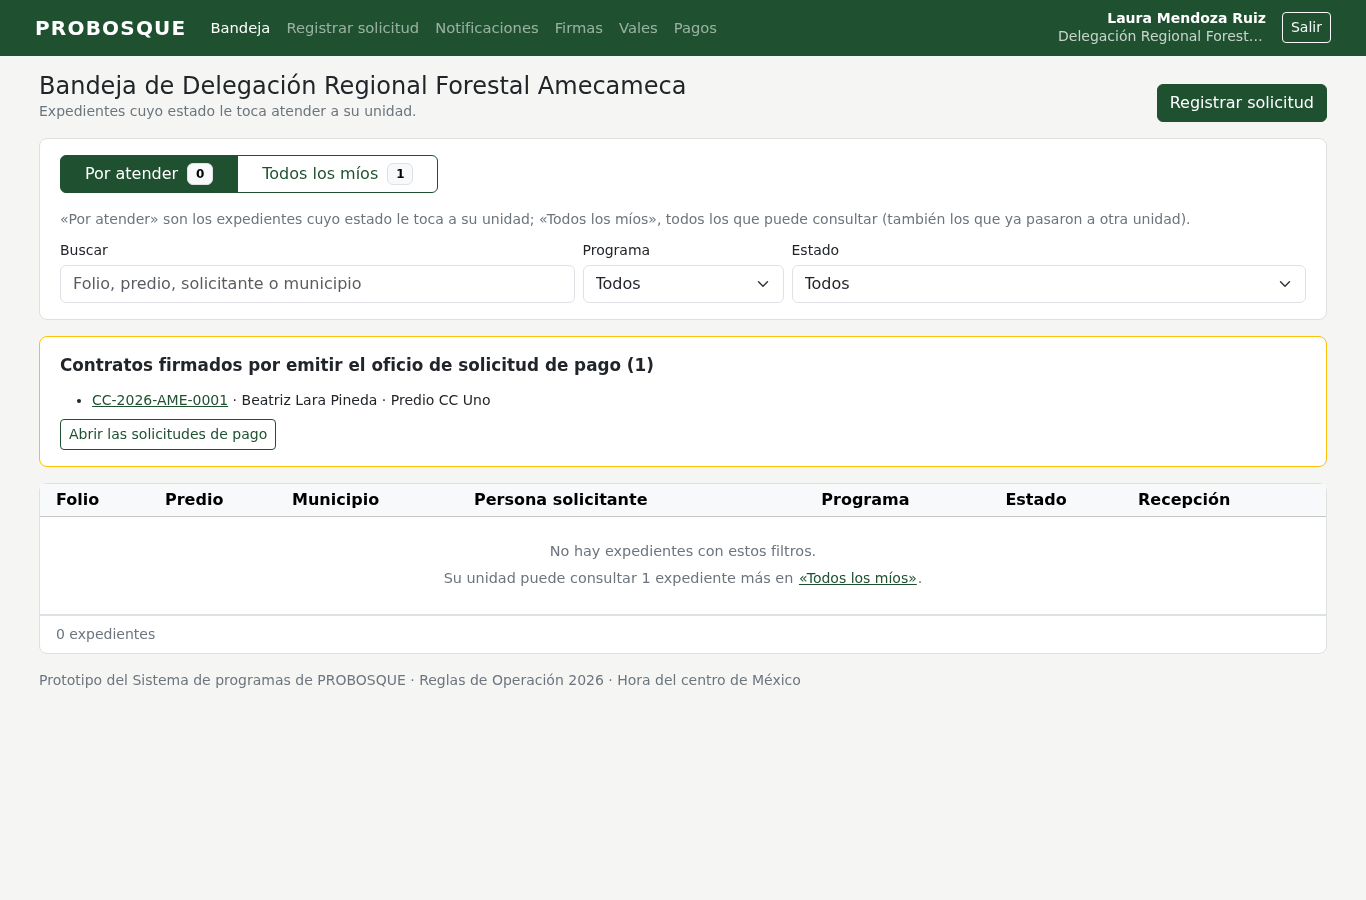 PROBOSQUE Bandeja Registrar solicitud Notificaciones Firmas Vales Pagos
Laura Mendoza Ruiz
Delegación Regional Forest...
Salir
Bandeja de Delegación Regional Forestal Amecameca
Expedientes cuyo estado le toca atender a su unidad.
Registrar solicitud
Por atender 0 Todos los míos 1
«Por atender» son los expedientes cuyo estado le toca a su unidad; «Todos los míos», todos los que puede consultar (también los que ya pasaron a otra unidad).
Buscar Programa Estado
Folio, predio, solicitante o municipio Todos Todos
Contratos firmados por emitir el oficio de solicitud de pago (1)
• CC-2026-AME-0001 · Beatriz Lara Pineda · Predio CC Uno
Abrir las solicitudes de pago
Folio Predio Municipio Persona solicitante Programa Estado Recepción
No hay expedientes con estos filtros.
Su unidad puede consultar 1 expediente más en «Todos los míos».
0 expedientes
Prototipo del Sistema de programas de PROBOSQUE · Reglas de Operación 2026 · Hora del centro de México